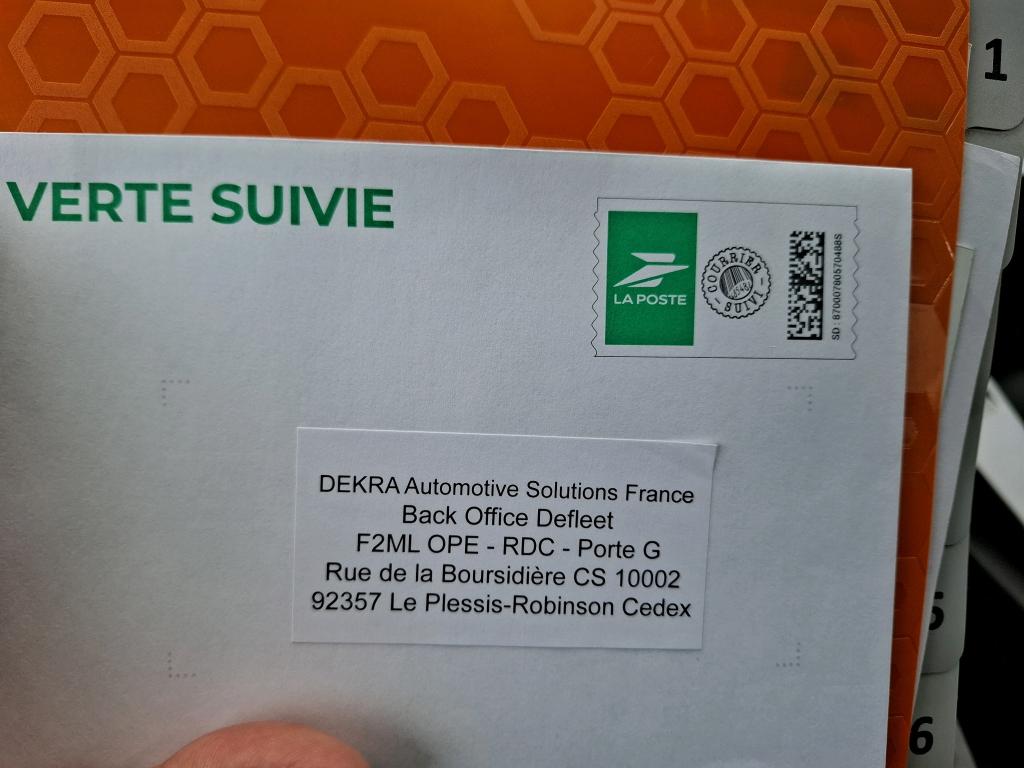 1
VERTE SUIVIE
LA POSTE
COURRIER
SUIVI
SD : 87000780570488S
DEKRA Automotive Solutions France
Back Office Defleet
F2ML OPE - RDC - Porte G
Rue de la Boursidière CS 10002
92357 Le Plessis-Robinson Cedex
5
6